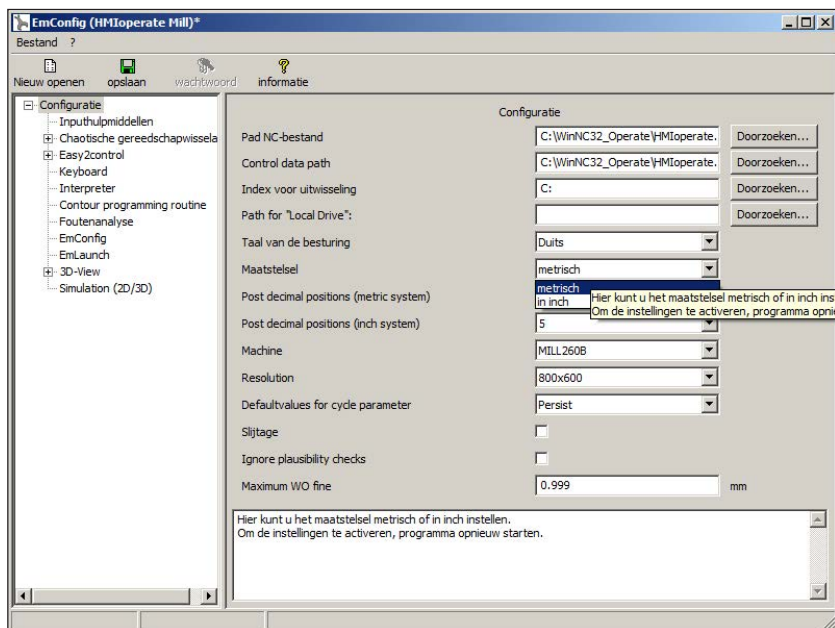 EmConfig (HMIoperate Mill)*
Bestand ?
Nieuw openen opslaan wachtwoord informatie
Configuratie
Inputhulpmiddellen
Chaotische gereedschapwissela
Easy2control
Keyboard
Interpreter
Contour programming routine
Foutenanalyse
EmConfig
EmLaunch
3D-View
Simulation (2D/3D)
Configuratie
Pad NC-bestand C:\WinNC32_Operate\HMIoperate. Doorzoeken...
Control data path C:\WinNC32_Operate\HMIoperate. Doorzoeken...
Index voor uitwisseling C: Doorzoeken...
Path for "Local Drive": Doorzoeken...
Taal van de besturing Duits
Maatstelsel metrisch
metrisch
in inch
Hier kunt u het maatstelsel metrisch of in inch ins
Om de instellingen te activeren, programma opnie
Post decimal positions (metric system)
Post decimal positions (inch system) 5
Machine MILL260B
Resolution 800x600
Defaultvalues for cycle parameter Persist
Slijtage
Ignore plausibility checks
Maximum WO fine 0.999 mm
Hier kunt u het maatstelsel metrisch of in inch instellen.
Om de instellingen te activeren, programma opnieuw starten.